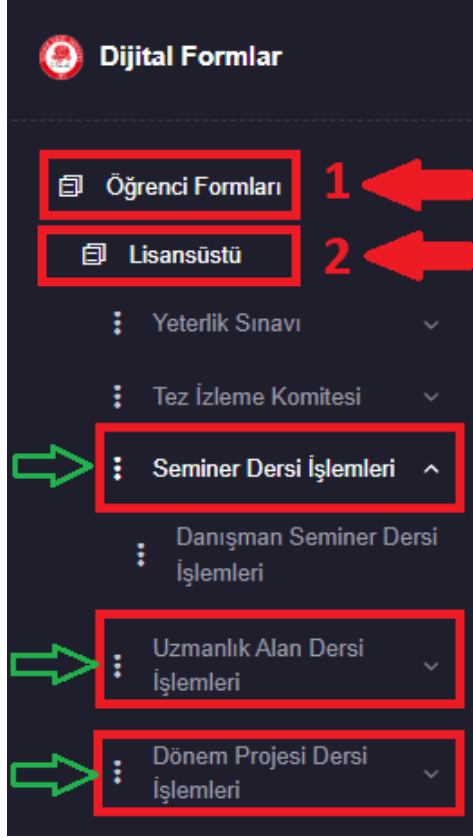 Dijital Formlar
Öğrenci Formları 1
Lisansüstü 2
Yeterlik Sınavı
Tez İzleme Komitesi
Seminer Dersi İşlemleri
Danışman Seminer Dersi
İşlemleri
Uzmanlık Alan Dersi
İşlemleri
Dönem Projesi Dersi
İşlemleri